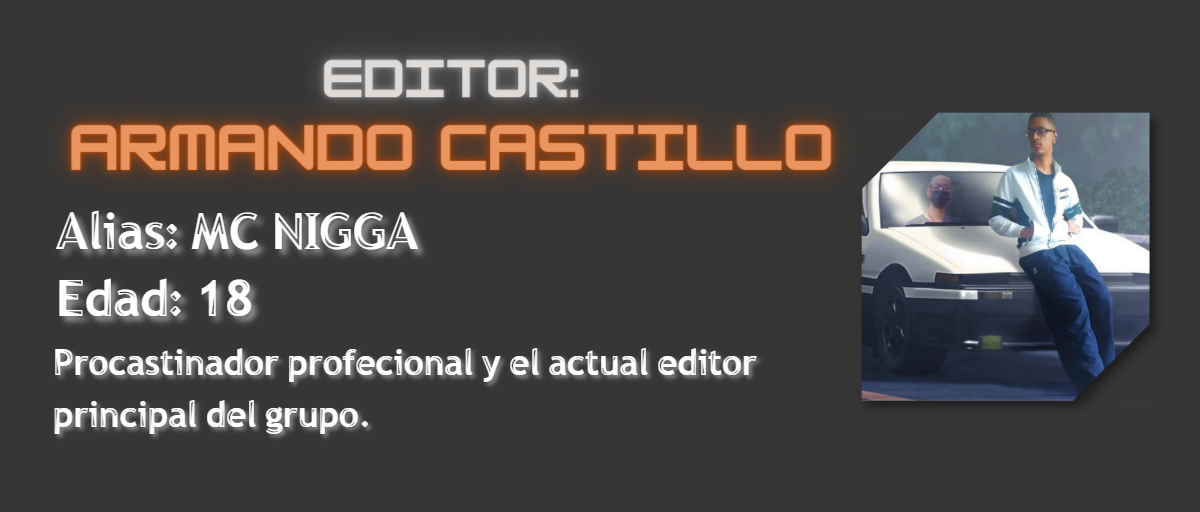 EDITOR:
ARMANDO CASTILLO
Alias: MC NIGGA
Edad: 18
Procastinador profecional y el actual editor
principal del grupo.